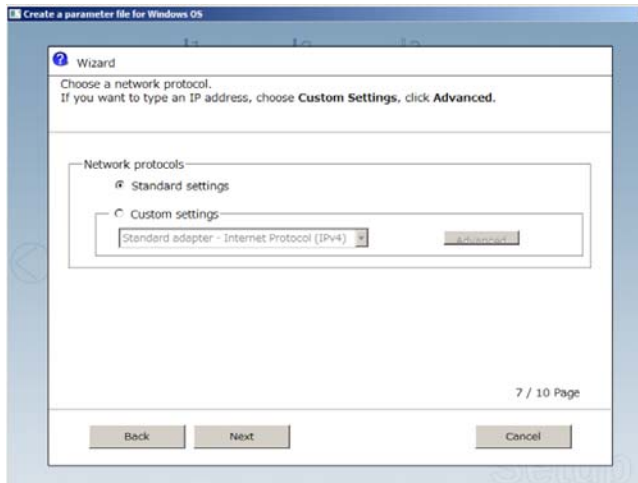 Create a parameter file for Windows OS
Wizard
Choose a network protocol.
If you want to type an IP address, choose Custom Settings, click Advanced.
Network protocols
Standard settings
Custom settings
Standard adapter - Internet Protocol (IPv4)
Advanced
7 / 10 Page
Back
Next
Cancel
Setup